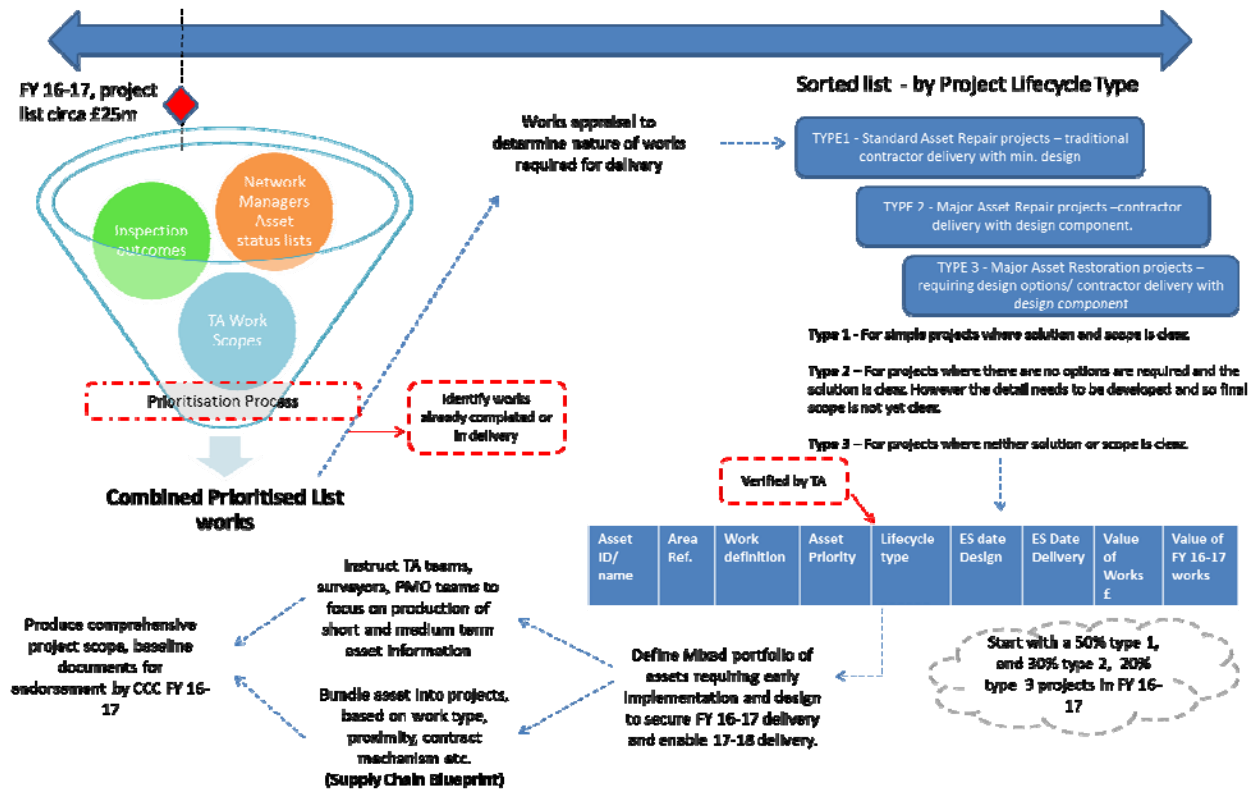 FY 16-17, project
list circa £25m
Network
Managers
Asset
status lists
Inspection
outcomes
TA Work
Scopes
Prioritisation Process
Identify works
already completed or
in delivery
Combined Prioritised List
works
Works appraisal to
determine nature of works
required for delivery
Sorted list - by Project Lifecycle Type
TYPE1 - Standard Asset Repair projects – traditional
contractor delivery with min. design
TYPE 2 - Major Asset Repair projects –contractor
delivery with design component.
TYPE 3 - Major Asset Restoration projects –
requiring design options/ contractor delivery with
design component
Type 1 - For simple projects where solution and scope is clear.
Type 2 – For projects where there are no options are required and the
solution is clear. However the detail needs to be developed and so final
scope is not yet clear.
Type 3 – For projects where neither solution or scope is clear.
Verified by TA
Asset
ID/
name
Area
Ref.
Work
definition
Asset
Priority
Lifecycle
type
ES date
Design
ES Date
Delivery
Value
of
Works
£
Value of
FY 16-17
works
Start with a 50% type 1,
and 30% type 2, 20%
type 3 projects in FY 16-
17
Define Mixed portfolio of
assets requiring early
implementation and design
to secure FY 16-17 delivery
and enable 17-18 delivery.
Instruct TA teams,
surveyors, PMO teams to
focus on production of
short and medium term
asset information
Bundle asset into projects,
based on work type,
proximity, contract
mechanism etc.
(Supply Chain Blueprint)
Produce comprehensive
project scope, baseline
documents for
endorsement by CCC FY 16-
17